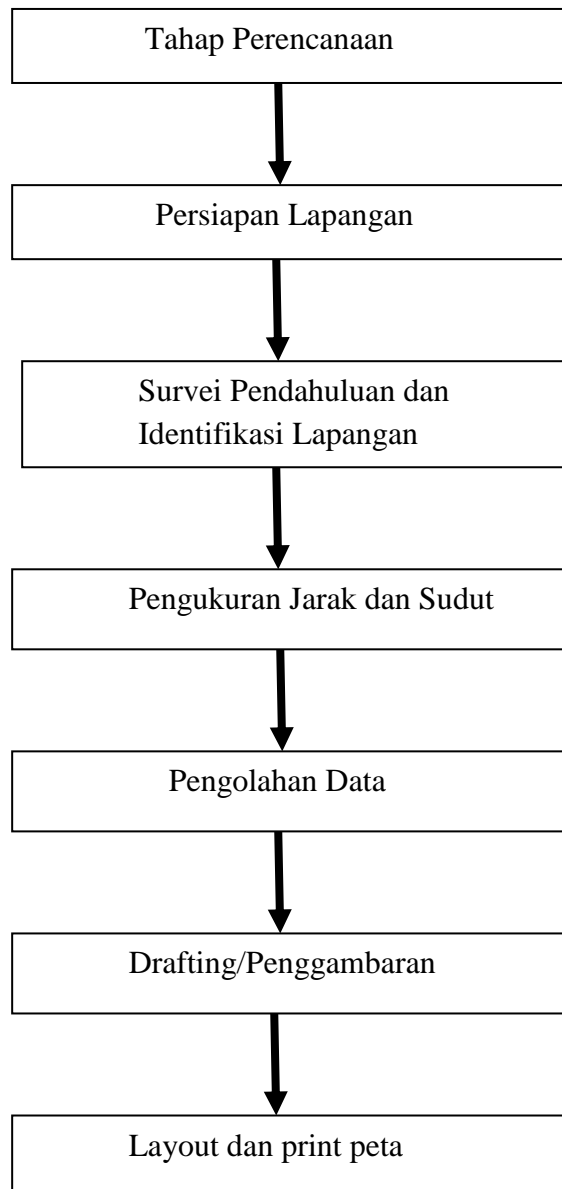 Tahap Perencanaan
Persiapan Lapangan
Survei Pendahuluan dan
Identifikasi Lapangan
Pengukuran Jarak dan Sudut
Pengolahan Data
Drafting/Penggambaran
Layout dan print peta